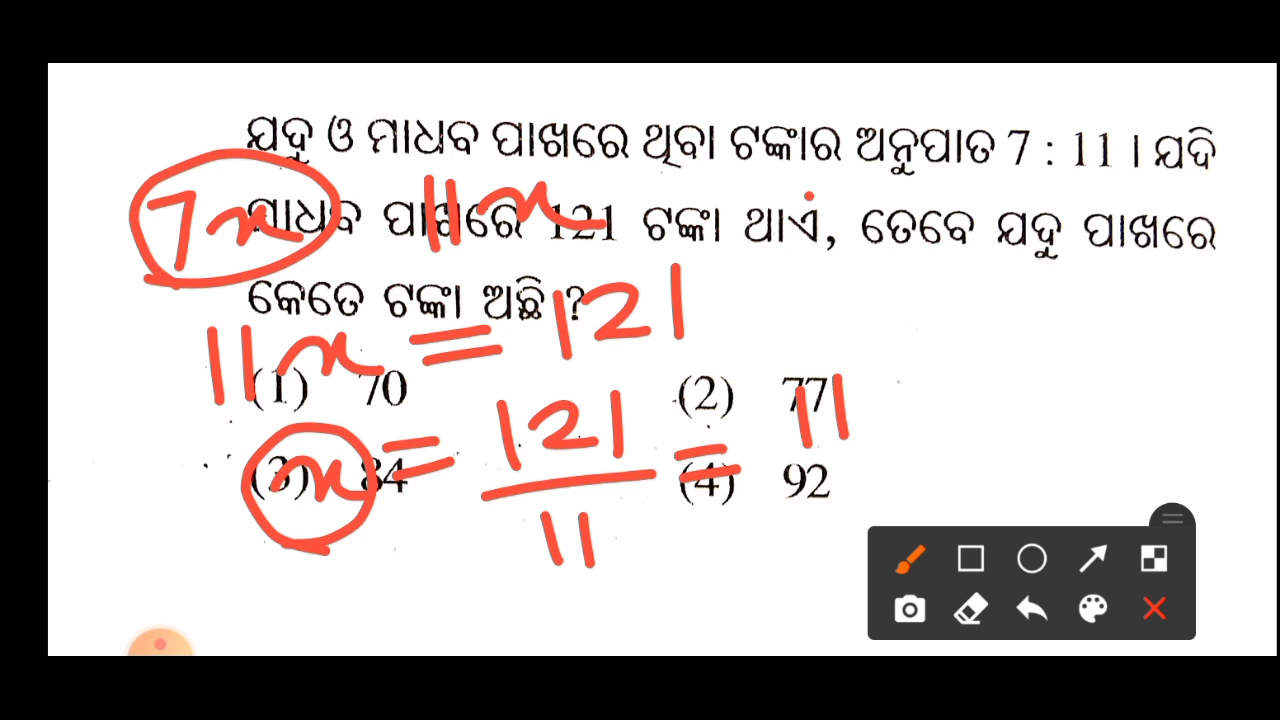 ଯଦୁ ଓ ମାଧବ ପାଖରେ ଥିବା ଟଙ୍କାର ଅନୁପାତ 7 : 11 । ଯଦି
ମାଧବ ପାଖରେ 121 ଟଙ୍କା ଥାଏ, ତେବେ ଯଦୁ ପାଖରେ
7x 11x
କେତେ ଟଙ୍କା ଅଛି ?
11x = 121
(1) 70 (2) 77
x = 121/11 = 11
(3) 84 (4) 92